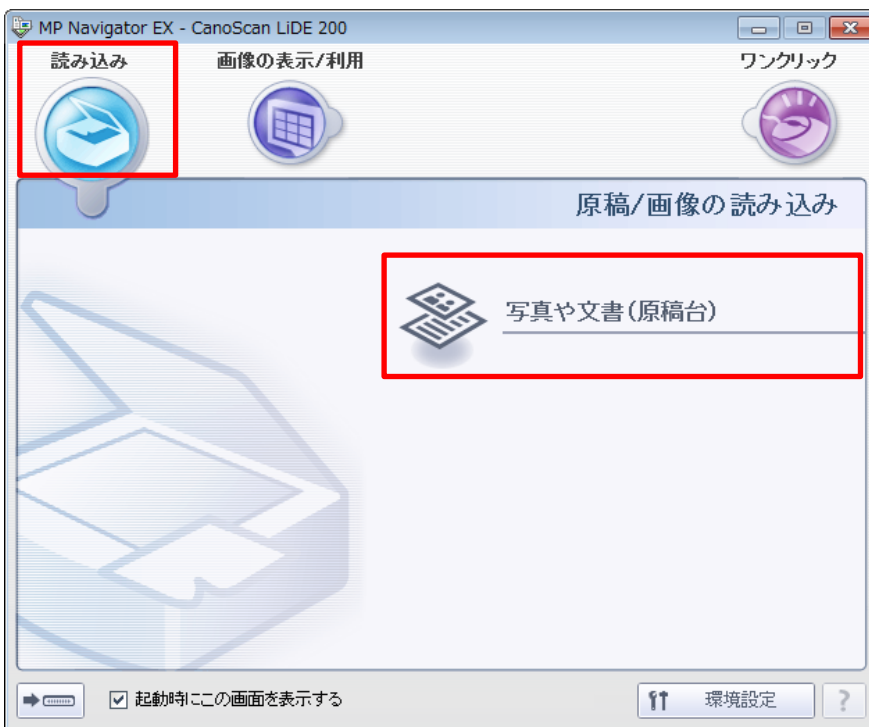 MP Navigator EX - CanoScan LiDE 200
読み込み
画像の表示/利用
ワンクリック
原稿/画像の読み込み
写真や文書(原稿台)
起動時にこの画面を表示する
環境設定
?